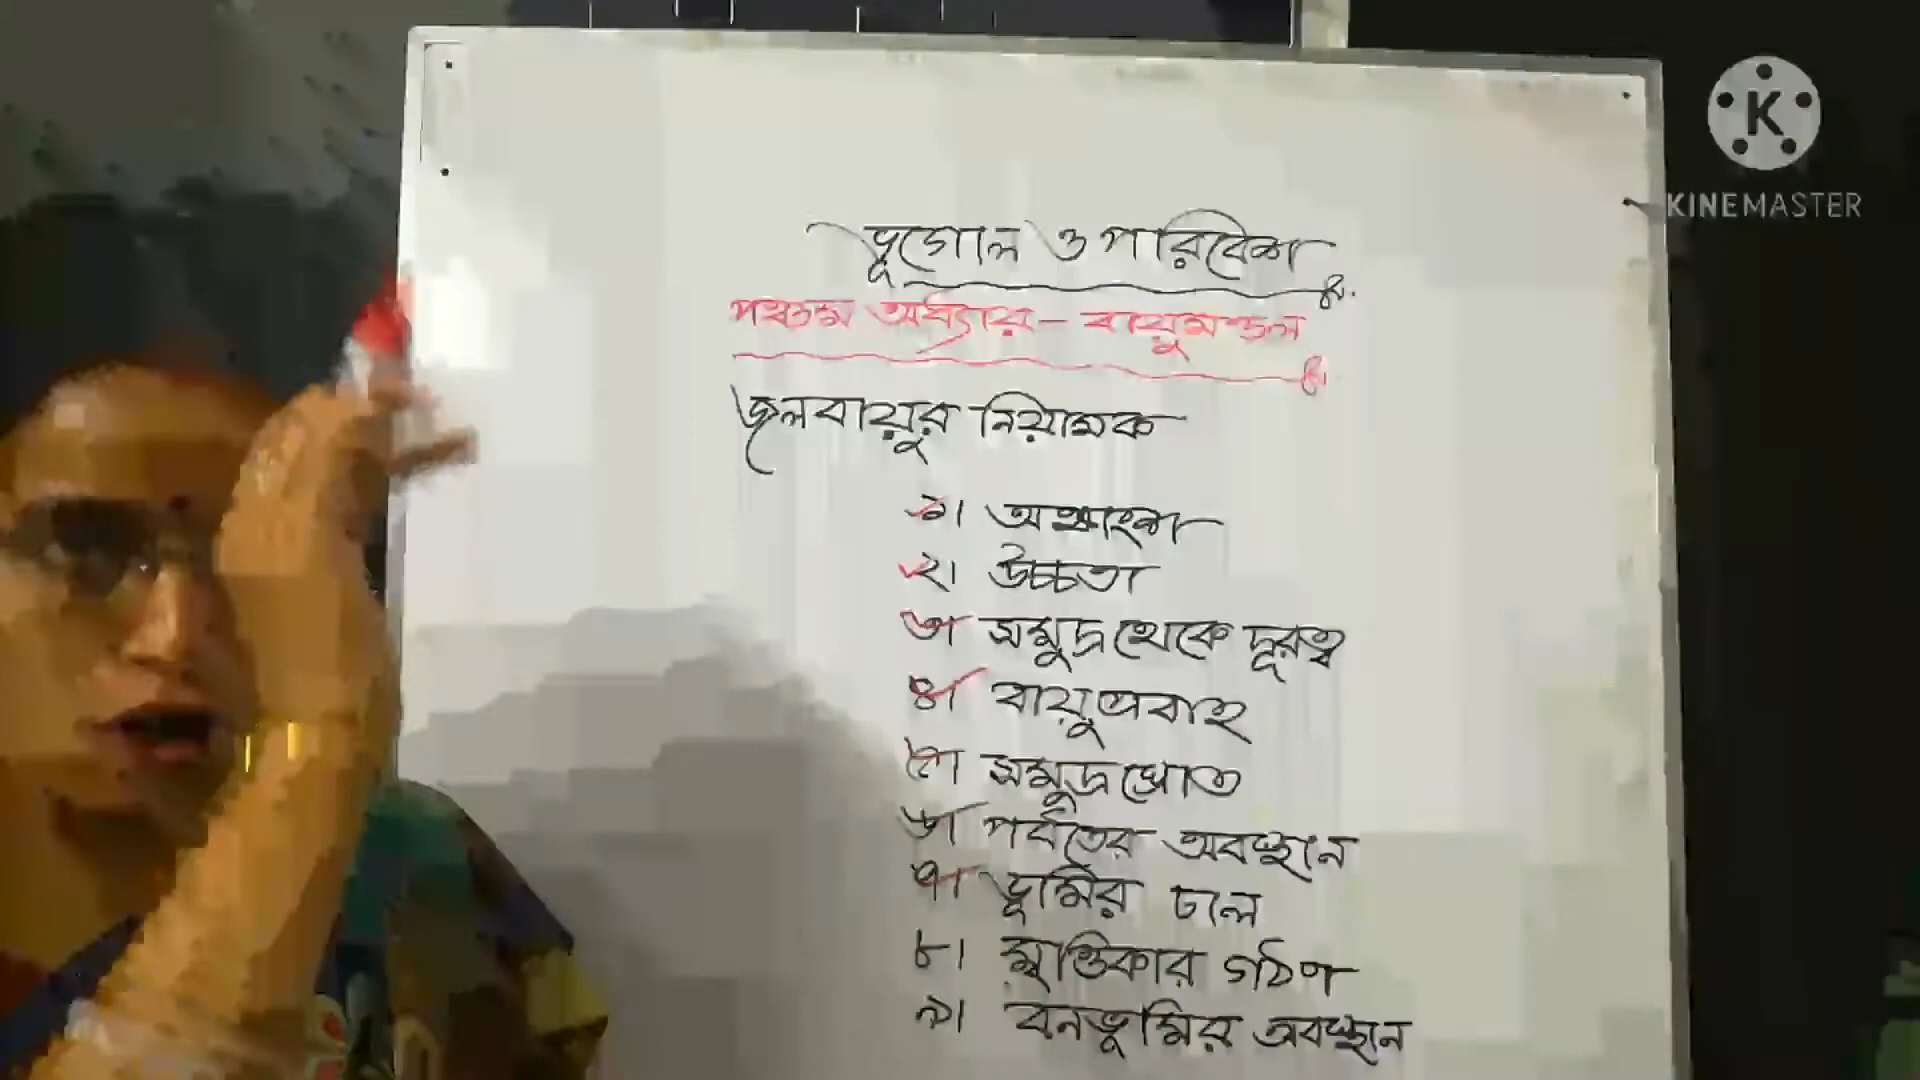 ভূগোল ও পরিবেশ
পঞ্চম অধ্যায় - বায়ুমণ্ডল
জলবায়ুর নিয়ামক
১। অক্ষাংশ
২। উচ্চতা
৩। সমুদ্র থেকে দূরত্ব
৪। বায়ুপ্রবাহ
৫। সমুদ্রস্রোত
৬। পর্বতের অবস্থান
৭। ভূমির ঢাল
৮। মৃত্তিকার গঠণ
৯। বনভূমির অবস্থান
K
KINEMASTER